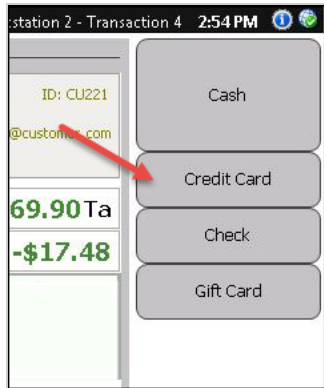 :station 2 - Transaction 4 2:54 PM
ID: CU221
@customer.com
69.90 Ta
-$17.48
Cash
Credit Card
Check
Gift Card